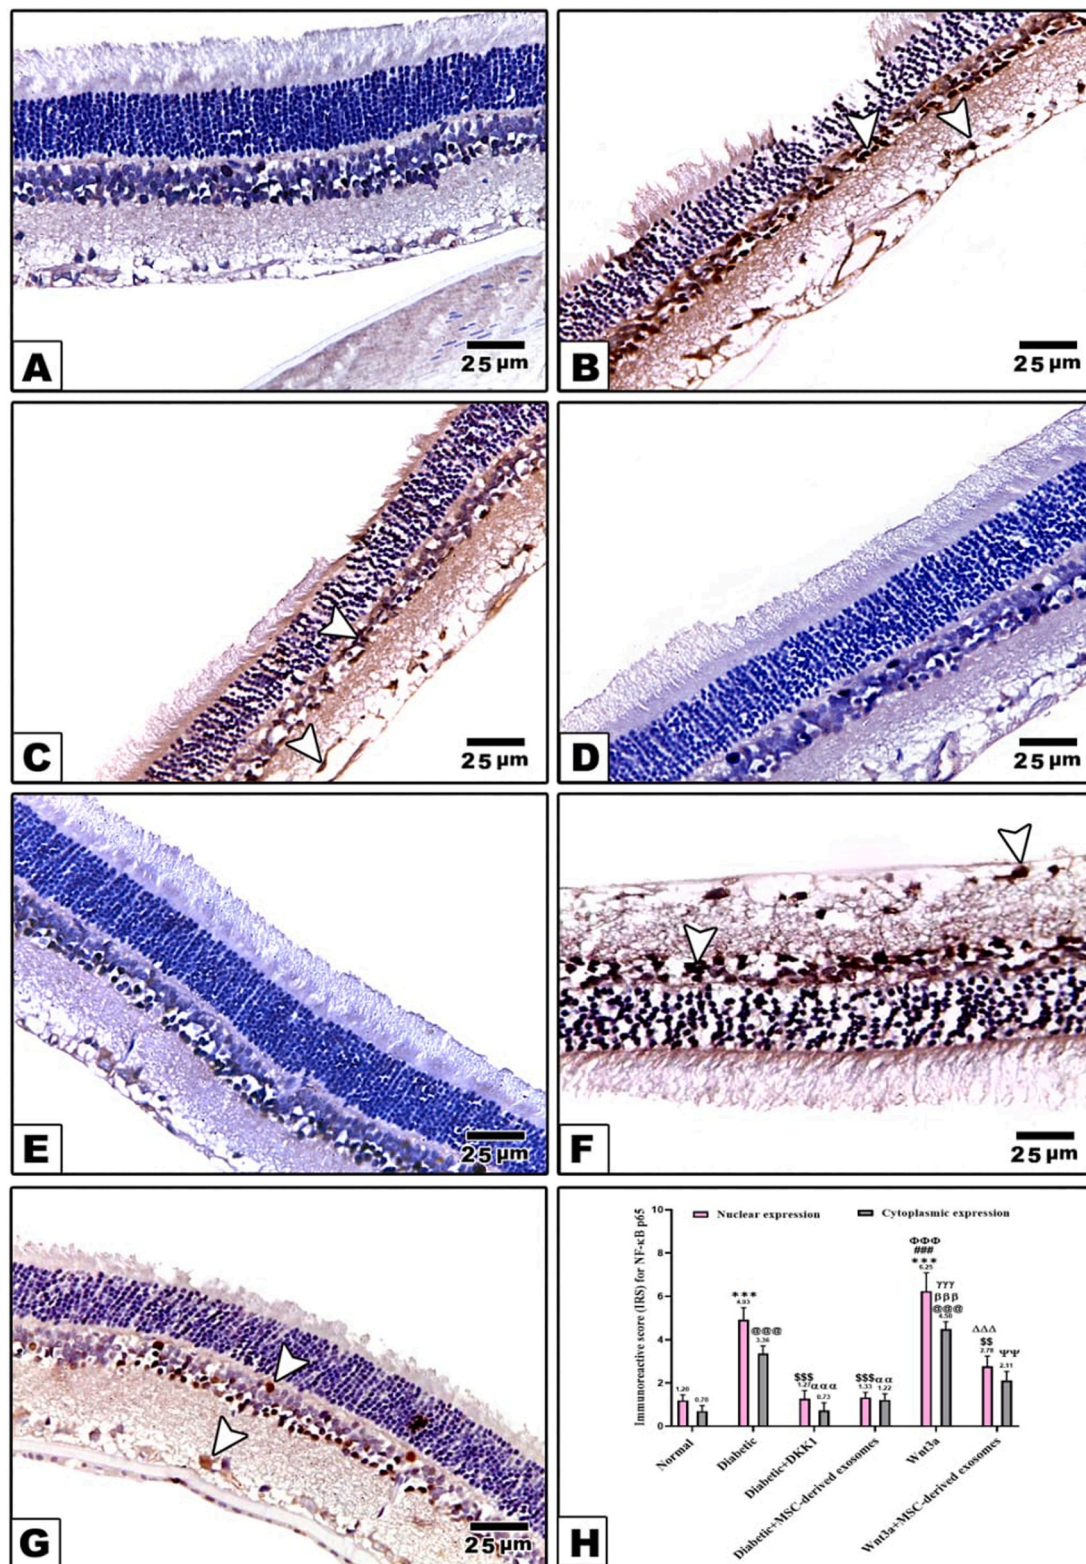 A
25 µm
B
25 µm
C
25 µm
D
25 µm
E
25 µm
F
25 µm
G
25 µm
H
Immunoreactive score (IRS) for NF-κB p65
Nuclear expression
Cytoplasmic expression
10
8
6
4
2
0
1.20
0.70
***
4.93
@@@
3.36
$$$
1.27
ααα
0.73
$$$
1.33
αα
1.22
ΦΦΦ
###
***
6.25
γγγ
βββ
@@@
4.50
ΔΔΔ
$$
2.78
ΨΨ
2.11
Normal
Diabetic
Diabetic+DKK1
Diabetic+MSC-derived exosomes
Wnt3a
Wnt3a+MSC-derived exosomes